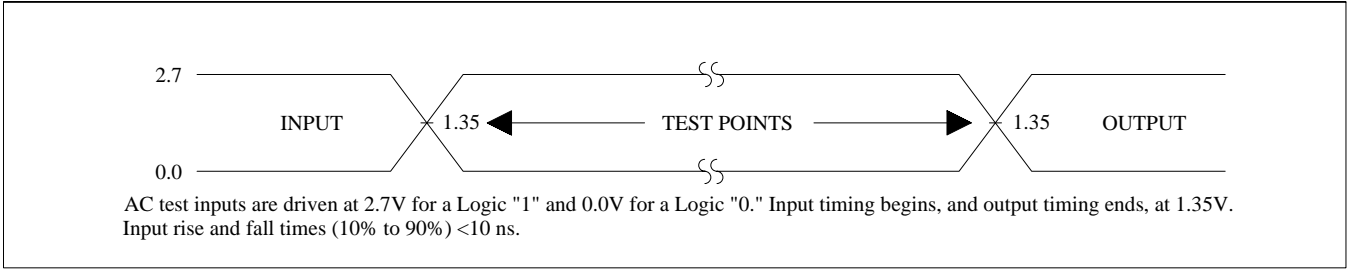 2.7
INPUT 1.35 TEST POINTS 1.35 OUTPUT
0.0
AC test inputs are driven at 2.7V for a Logic "1" and 0.0V for a Logic "0." Input timing begins, and output timing ends, at 1.35V.
Input rise and fall times (10% to 90%) <10 ns.